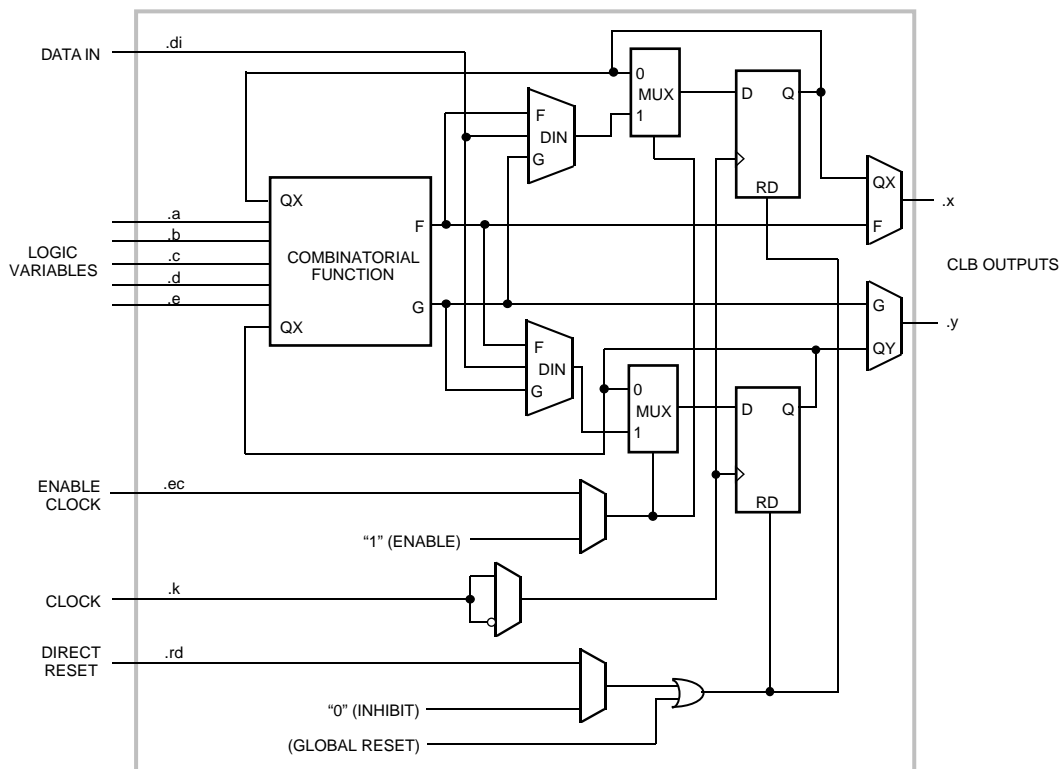 DATA IN
.di
0
MUX
1
D
Q
RD
F
DIN
G
QX
F
.x
QX
.a
.b
.c
.d
.e
LOGIC
VARIABLES
COMBINATORIAL
FUNCTION
F
G
QX
CLB OUTPUTS
G
QY
.y
F
DIN
G
0
MUX
1
D
Q
RD
ENABLE
CLOCK
.ec
“1” (ENABLE)
CLOCK
.k
DIRECT
RESET
.rd
“0” (INHIBIT)
(GLOBAL RESET)